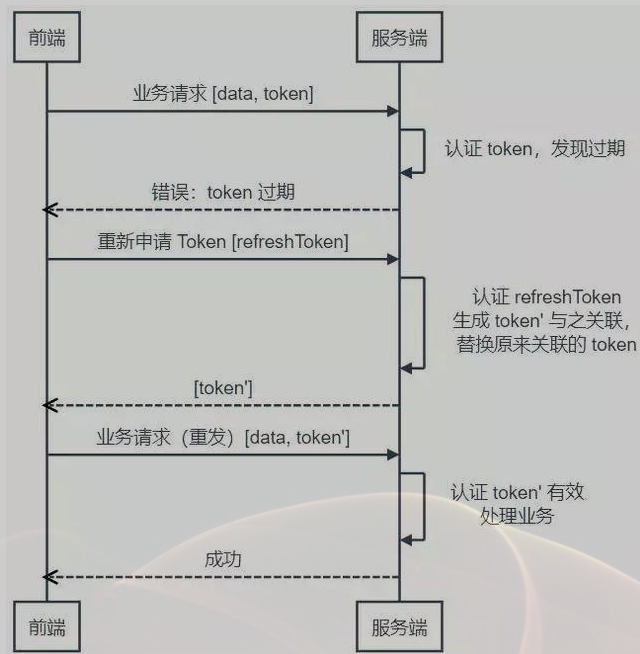 前端
服务端
业务请求 [data, token]
认证 token，发现过期
错误：token 过期
重新申请 Token [refreshToken]
认证 refreshToken
生成 token' 与之关联，
替换原来关联的 token
[token']
业务请求（重发）[data, token']
认证 token' 有效
处理业务
成功
前端
服务端